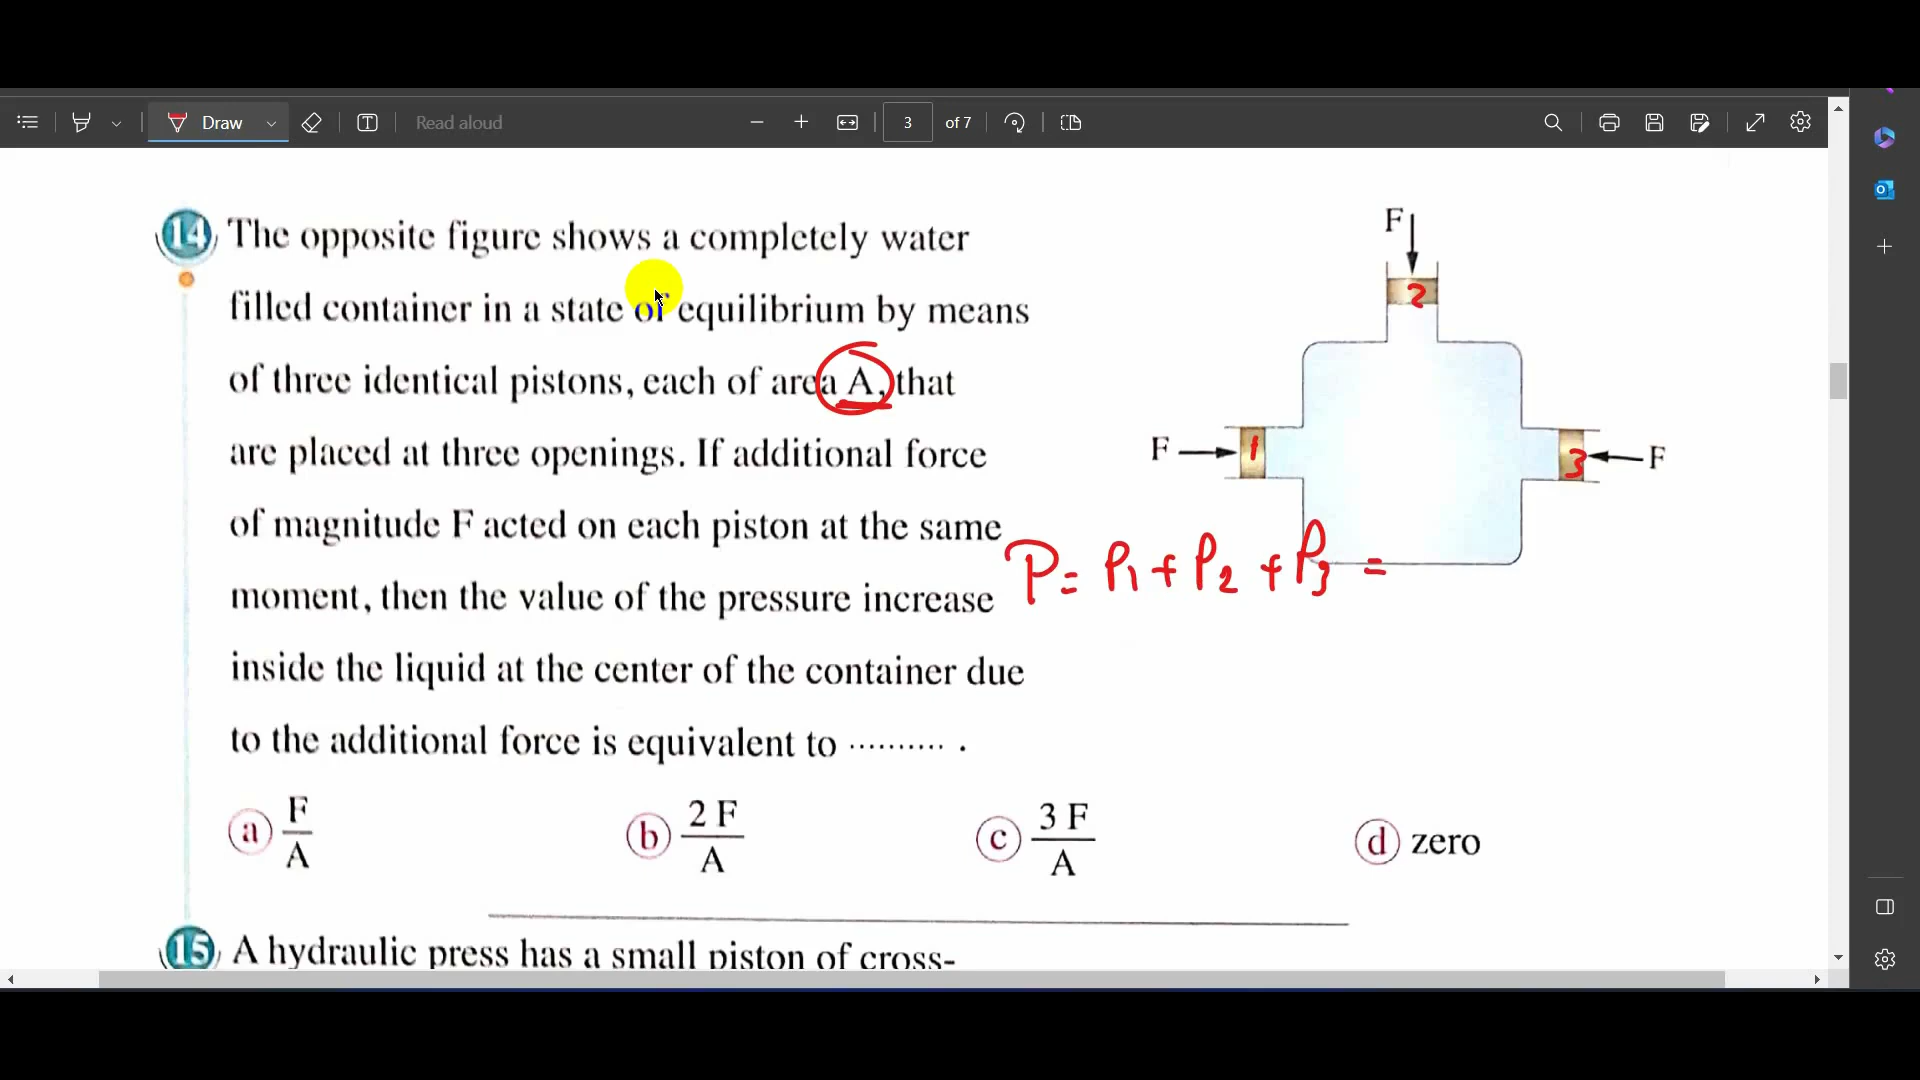 Draw
Read aloud
3 of 7
14 The opposite figure shows a completely water
filled container in a state of equilibrium by means
of three identical pistons, each of area A, that
are placed at three openings. If additional force
of magnitude F acted on each piston at the same
moment, then the value of the pressure increase
inside the liquid at the center of the container due
to the additional force is equivalent to .......... .
F
2
F 1
3 F
P = P1 + P2 + P3 =
a F/A b 2 F/A c 3 F/A d zero
15 A hydraulic press has a small piston of cross-